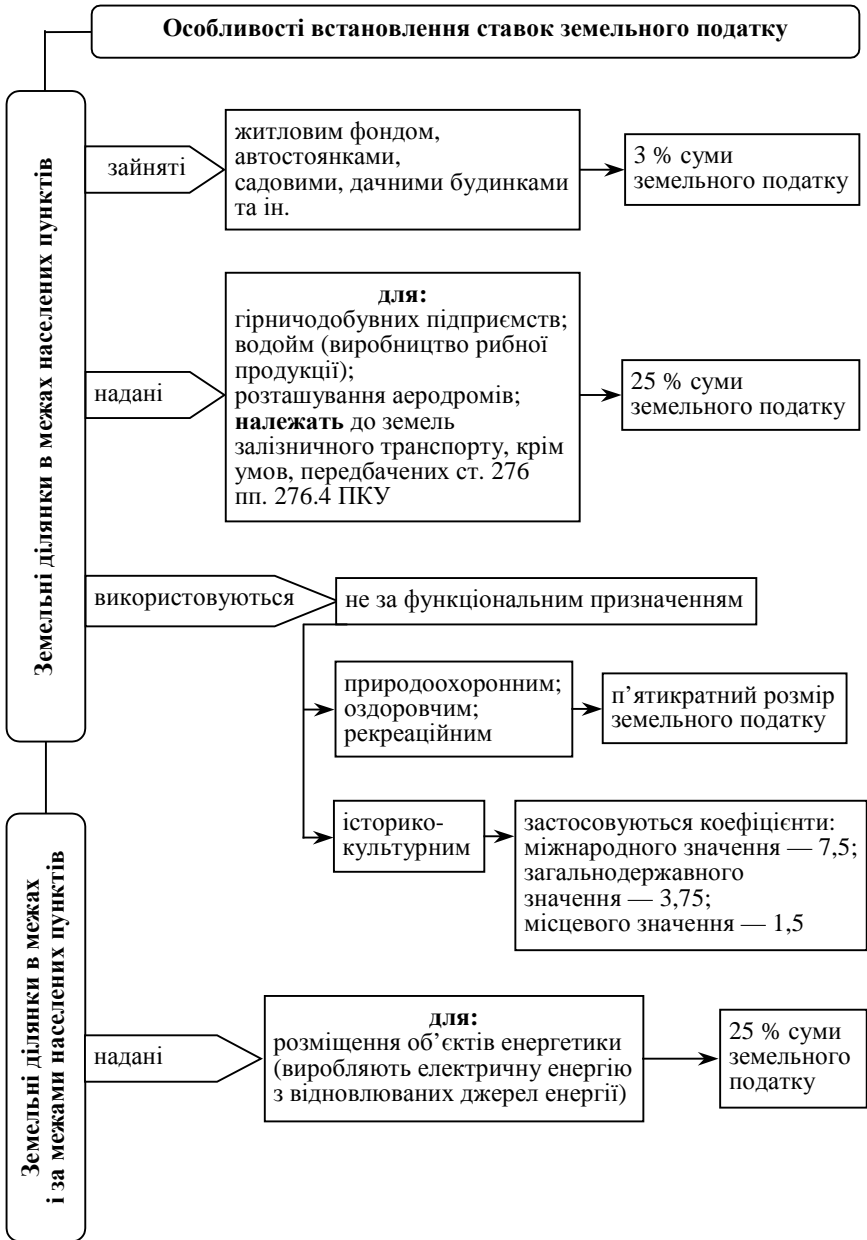 Особливості встановлення ставок земельного податку
Земельні ділянки в межах населених пунктів
зайняті
житловим фондом,
автостоянками,
садовими, дачними будинками
та ін.
3 % суми
земельного податку
надані
для:
гірничодобувних підприємств;
водойм (виробництво рибної
продукції);
розташування аеродромів;
належать до земель
залізничного транспорту, крім
умов, передбачених ст. 276
пп. 276.4 ПКУ
25 % суми
земельного податку
використовуються
не за функціональним призначенням
природоохоронним;
оздоровчим;
рекреаційним
п’ятикратний розмір
земельного податку
історико-
культурним
застосовуються коефіцієнти:
міжнародного значення — 7,5;
загальнодержавного
значення — 3,75;
місцевого значення — 1,5
Земельні ділянки в межах
і за межами населених пунктів
надані
для:
розміщення об’єктів енергетики
(виробляють електричну енергію
з відновлюваних джерел енергії)
25 % суми
земельного
податку